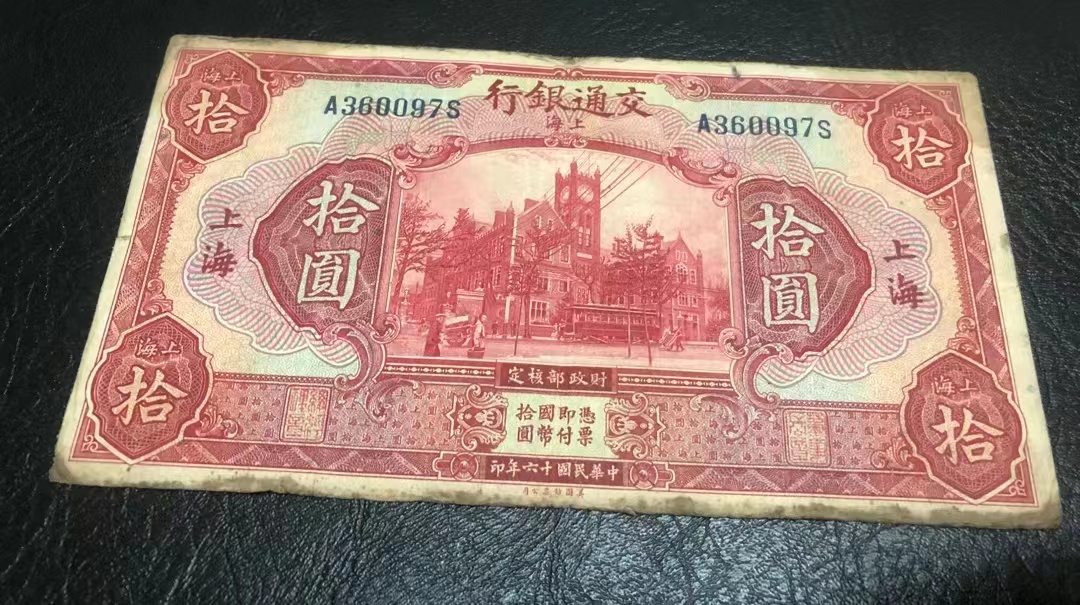 交通銀行
上海
A360097S
A360097S
上海
拾
上海
拾
拾圓
拾圓
上海
上海
財政部核定
憑票
即付
國幣
拾圓
上海
拾
上海
拾
中華民國十六年印